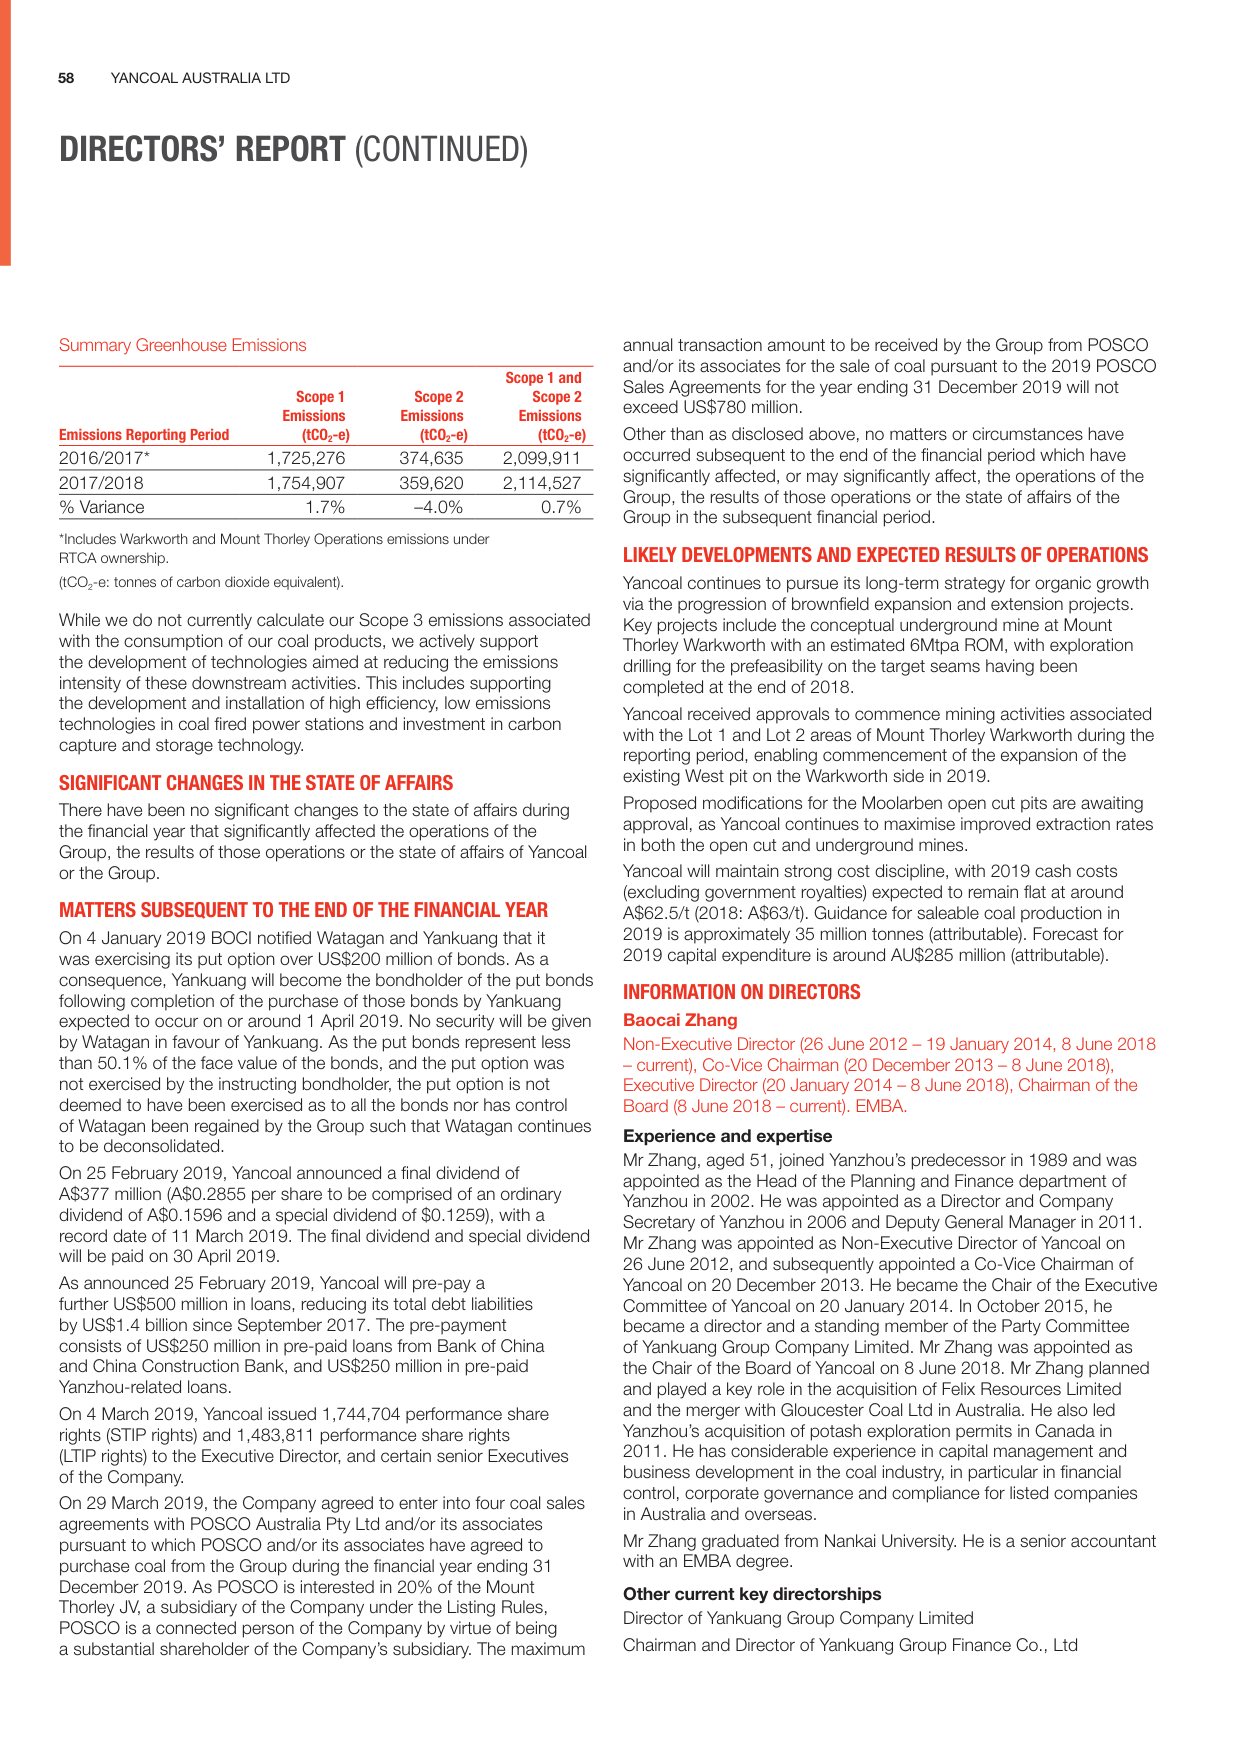 58 YANCOAL AUSTRALIA LTD
DIRECTORS’ REPORT (CONTINUED)
Summary Greenhouse Emissions
Emissions Reporting Period Scope 1 Emissions (tCO₂-e) Scope 2 Emissions (tCO₂-e) Scope 1 and Scope 2 Emissions (tCO₂-e)
2016/2017* 1,725,276 374,635 2,099,911
2017/2018 1,754,907 359,620 2,114,527
% Variance 1.7% –4.0% 0.7%
*Includes Warkworth and Mount Thorley Operations emissions under
RTCA ownership.
(tCO₂-e: tonnes of carbon dioxide equivalent).
While we do not currently calculate our Scope 3 emissions associated
with the consumption of our coal products, we actively support
the development of technologies aimed at reducing the emissions
intensity of these downstream activities. This includes supporting
the development and installation of high efficiency, low emissions
technologies in coal fired power stations and investment in carbon
capture and storage technology.
SIGNIFICANT CHANGES IN THE STATE OF AFFAIRS
There have been no significant changes to the state of affairs during
the financial year that significantly affected the operations of the
Group, the results of those operations or the state of affairs of Yancoal
or the Group.
MATTERS SUBSEQUENT TO THE END OF THE FINANCIAL YEAR
On 4 January 2019 BOCI notified Watagan and Yankuang that it
was exercising its put option over US$200 million of bonds. As a
consequence, Yankuang will become the bondholder of the put bonds
following completion of the purchase of those bonds by Yankuang
expected to occur on or around 1 April 2019. No security will be given
by Watagan in favour of Yankuang. As the put bonds represent less
than 50.1% of the face value of the bonds, and the put option was
not exercised by the instructing bondholder, the put option is not
deemed to have been exercised as to all the bonds nor has control
of Watagan been regained by the Group such that Watagan continues
to be deconsolidated.
On 25 February 2019, Yancoal announced a final dividend of
A$377 million (A$0.2855 per share to be comprised of an ordinary
dividend of A$0.1596 and a special dividend of $0.1259), with a
record date of 11 March 2019. The final dividend and special dividend
will be paid on 30 April 2019.
As announced 25 February 2019, Yancoal will pre-pay a
further US$500 million in loans, reducing its total debt liabilities
by US$1.4 billion since September 2017. The pre-payment
consists of US$250 million in pre-paid loans from Bank of China
and China Construction Bank, and US$250 million in pre-paid
Yanzhou-related loans.
On 4 March 2019, Yancoal issued 1,744,704 performance share
rights (STIP rights) and 1,483,811 performance share rights
(LTIP rights) to the Executive Director, and certain senior Executives
of the Company.
On 29 March 2019, the Company agreed to enter into four coal sales
agreements with POSCO Australia Pty Ltd and/or its associates
pursuant to which POSCO and/or its associates have agreed to
purchase coal from the Group during the financial year ending 31
December 2019. As POSCO is interested in 20% of the Mount
Thorley JV, a subsidiary of the Company under the Listing Rules,
POSCO is a connected person of the Company by virtue of being
a substantial shareholder of the Company’s subsidiary. The maximum
annual transaction amount to be received by the Group from POSCO
and/or its associates for the sale of coal pursuant to the 2019 POSCO
Sales Agreements for the year ending 31 December 2019 will not
exceed US$780 million.
Other than as disclosed above, no matters or circumstances have
occurred subsequent to the end of the financial period which have
significantly affected, or may significantly affect, the operations of the
Group, the results of those operations or the state of affairs of the
Group in the subsequent financial period.
LIKELY DEVELOPMENTS AND EXPECTED RESULTS OF OPERATIONS
Yancoal continues to pursue its long-term strategy for organic growth
via the progression of brownfield expansion and extension projects.
Key projects include the conceptual underground mine at Mount
Thorley Warkworth with an estimated 6Mtpa ROM, with exploration
drilling for the prefeasibility on the target seams having been
completed at the end of 2018.
Yancoal received approvals to commence mining activities associated
with the Lot 1 and Lot 2 areas of Mount Thorley Warkworth during the
reporting period, enabling commencement of the expansion of the
existing West pit on the Warkworth side in 2019.
Proposed modifications for the Moolarben open cut pits are awaiting
approval, as Yancoal continues to maximise improved extraction rates
in both the open cut and underground mines.
Yancoal will maintain strong cost discipline, with 2019 cash costs
(excluding government royalties) expected to remain flat at around
A$62.5/t (2018: A$63/t). Guidance for saleable coal production in
2019 is approximately 35 million tonnes (attributable). Forecast for
2019 capital expenditure is around AU$285 million (attributable).
INFORMATION ON DIRECTORS
Baocai Zhang
Non-Executive Director (26 June 2012 – 19 January 2014, 8 June 2018
– current), Co-Vice Chairman (20 December 2013 – 8 June 2018),
Executive Director (20 January 2014 – 8 June 2018), Chairman of the
Board (8 June 2018 – current). EMBA.
Experience and expertise
Mr Zhang, aged 51, joined Yanzhou’s predecessor in 1989 and was
appointed as the Head of the Planning and Finance department of
Yanzhou in 2002. He was appointed as a Director and Company
Secretary of Yanzhou in 2006 and Deputy General Manager in 2011.
Mr Zhang was appointed as Non-Executive Director of Yancoal on
26 June 2012, and subsequently appointed a Co-Vice Chairman of
Yancoal on 20 December 2013. He became the Chair of the Executive
Committee of Yancoal on 20 January 2014. In October 2015, he
became a director and a standing member of the Party Committee
of Yankuang Group Company Limited. Mr Zhang was appointed as
the Chair of the Board of Yancoal on 8 June 2018. Mr Zhang planned
and played a key role in the acquisition of Felix Resources Limited
and the merger with Gloucester Coal Ltd in Australia. He also led
Yanzhou’s acquisition of potash exploration permits in Canada in
2011. He has considerable experience in capital management and
business development in the coal industry, in particular in financial
control, corporate governance and compliance for listed companies
in Australia and overseas.
Mr Zhang graduated from Nankai University. He is a senior accountant
with an EMBA degree.
Other current key directorships
Director of Yankuang Group Company Limited
Chairman and Director of Yankuang Group Finance Co., Ltd